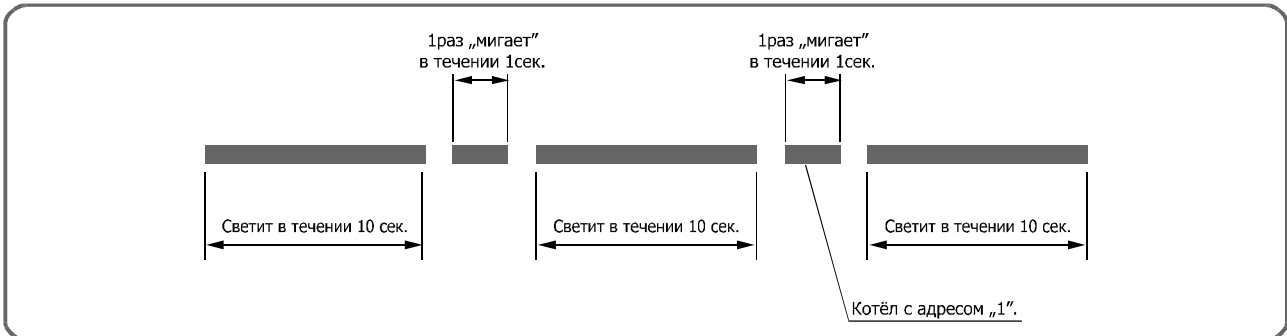 1раз „мигает”
в течении 1сек.
1раз „мигает”
в течении 1сек.
Светит в течении 10 сек.
Светит в течении 10 сек.
Светит в течении 10 сек.
Котёл с адресом „1”.